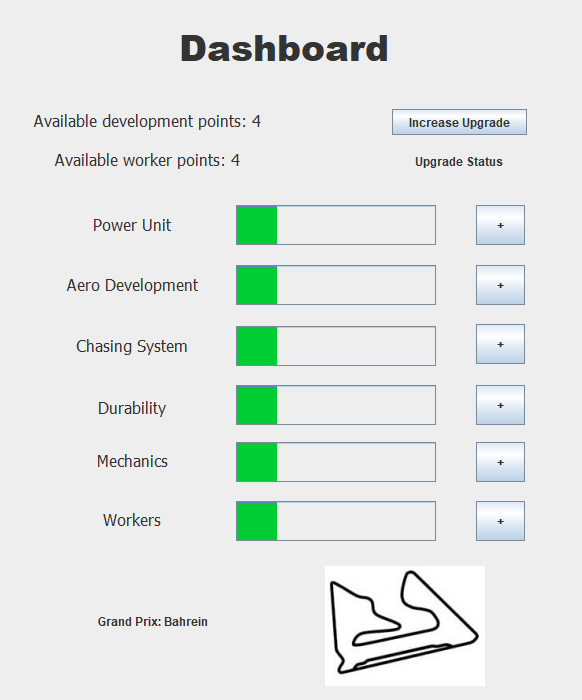 Dashboard
Available development points: 4
Increase Upgrade
Available worker points: 4
Upgrade Status
Power Unit
+
Aero Development
+
Chasing System
+
Durability
+
Mechanics
+
Workers
+
Grand Prix: Bahrein